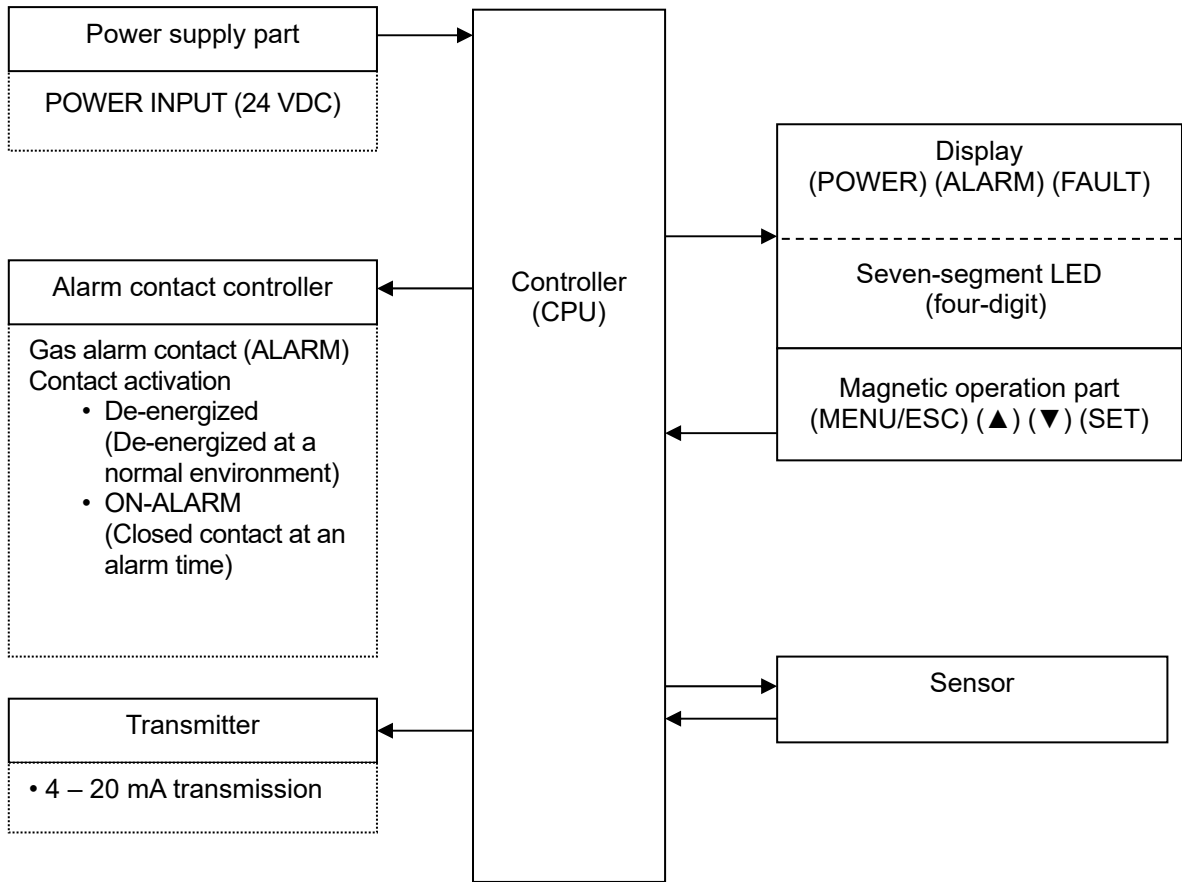 Power supply part
POWER INPUT (24 VDC)
Alarm contact controller
Gas alarm contact (ALARM)
Contact activation
• De-energized
(De-energized at a
normal environment)
• ON-ALARM
(Closed contact at an
alarm time)
Transmitter
• 4 – 20 mA transmission
Controller
(CPU)
Display
(POWER) (ALARM) (FAULT)
Seven-segment LED
(four-digit)
Magnetic operation part
(MENU/ESC) (▲) (▼) (SET)
Sensor